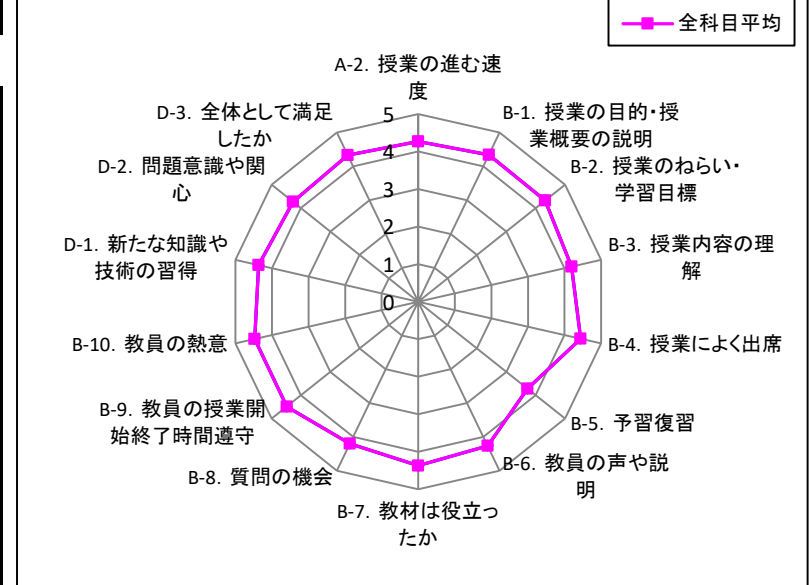 全科目平均
A-2. 授業の進む速
度
B-1. 授業の目的・授
業概要の説明
B-2. 授業のねらい・
学習目標
B-3. 授業内容の理
解
B-4. 授業によく出席
B-5. 予習復習
B-6. 教員の声や説
明
B-7. 教材は役立っ
たか
B-8. 質問の機会
B-9. 教員の授業開
始終了時間遵守
B-10. 教員の熱意
D-1. 新たな知識や
技術の習得
D-2. 問題意識や関
心
D-3. 全体として満足
したか
5
4
3
2
1
0